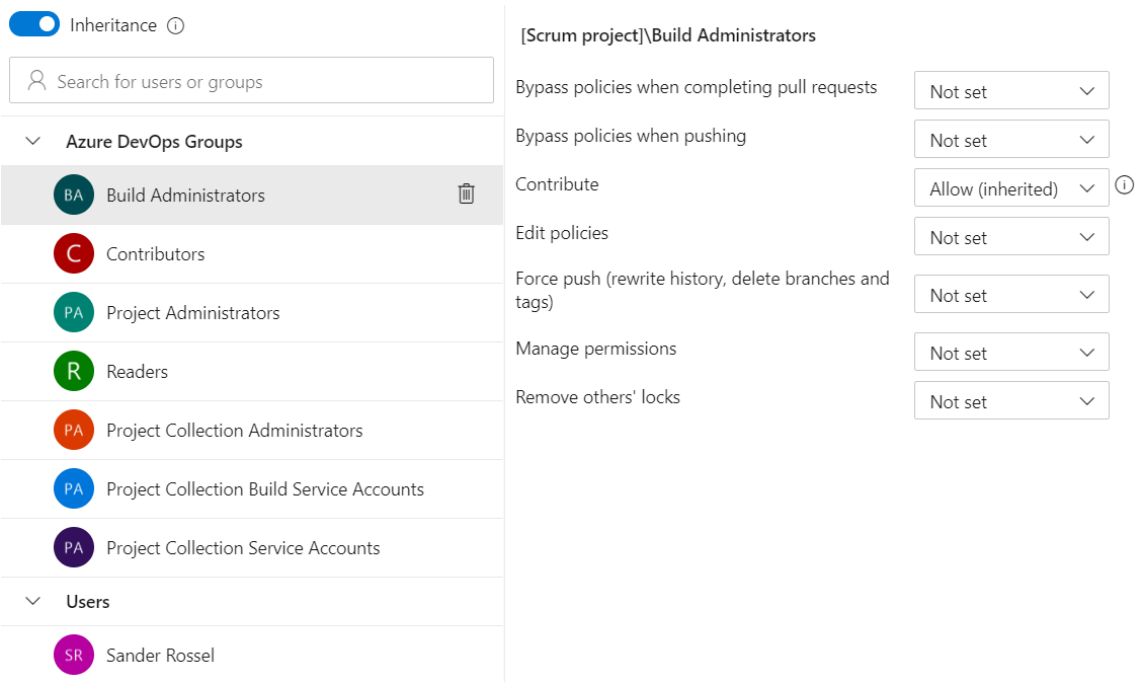 Inheritance
Search for users or groups
Azure DevOps Groups
BA Build Administrators
C Contributors
PA Project Administrators
R Readers
PA Project Collection Administrators
PA Project Collection Build Service Accounts
PA Project Collection Service Accounts
Users
SR Sander Rossel
[Scrum project]\Build Administrators
Bypass policies when completing pull requests Not set
Bypass policies when pushing Not set
Contribute Allow (inherited)
Edit policies Not set
Force push (rewrite history, delete branches and
tags) Not set
Manage permissions Not set
Remove others' locks Not set